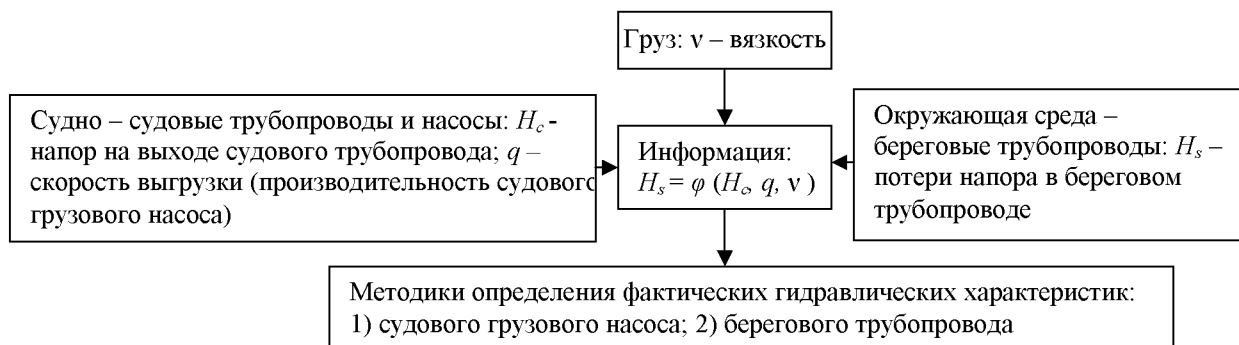 Груз: ν – вязкость
Судно – судовые трубопроводы и насосы: Hc -
напор на выходе судового трубопровода; q –
скорость выгрузки (производительность судового
грузового насоса)
Информация:
Hs = φ (Hc, q, ν )
Окружающая среда –
береговые трубопроводы: Hs –
потери напора в береговом
трубопроводе
Методики определения фактических гидравлических характеристик:
1) судового грузового насоса; 2) берегового трубопровода